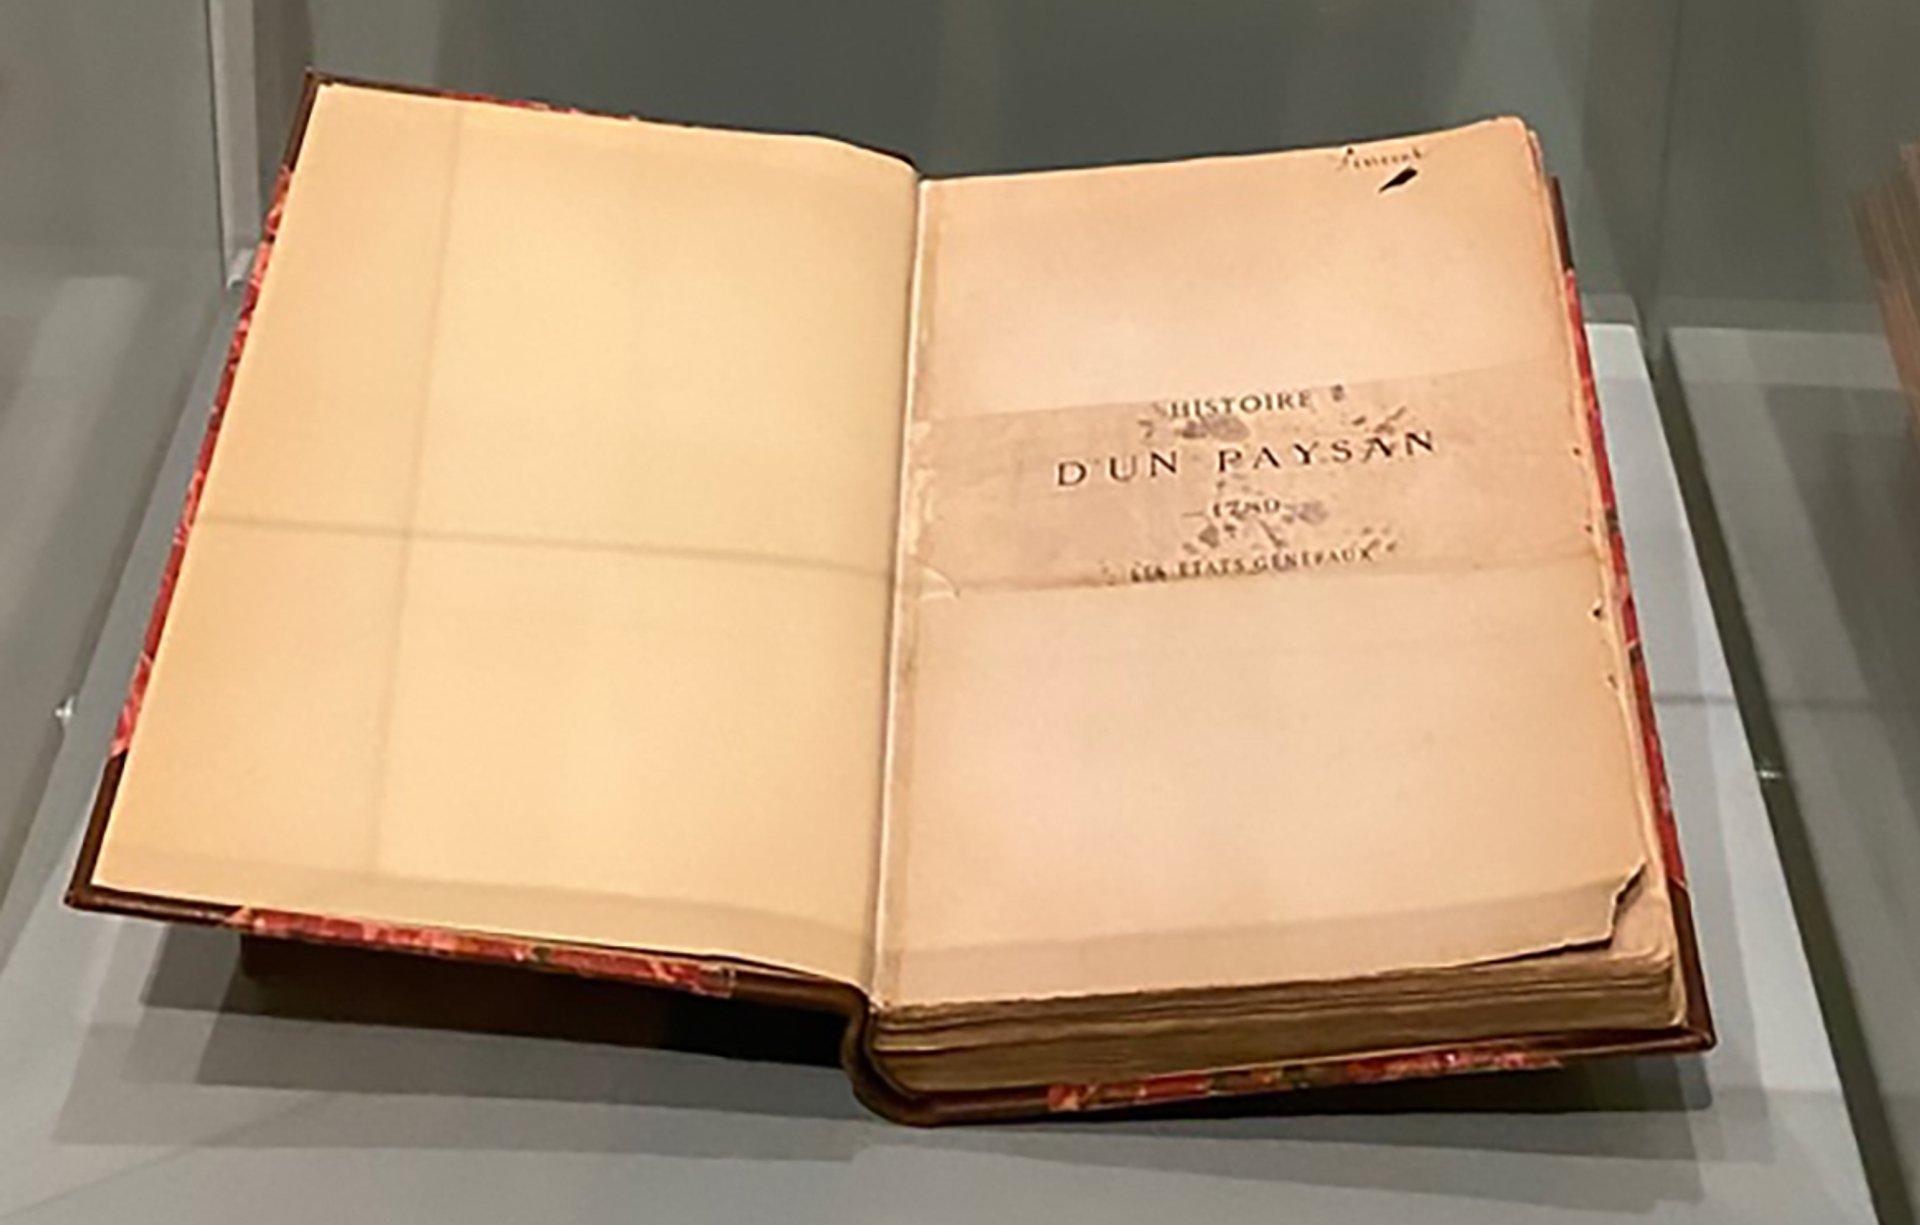 HISTOIRE
D'UN PAYSAN
1789
LES ÉTATS GÉNÉRAUX